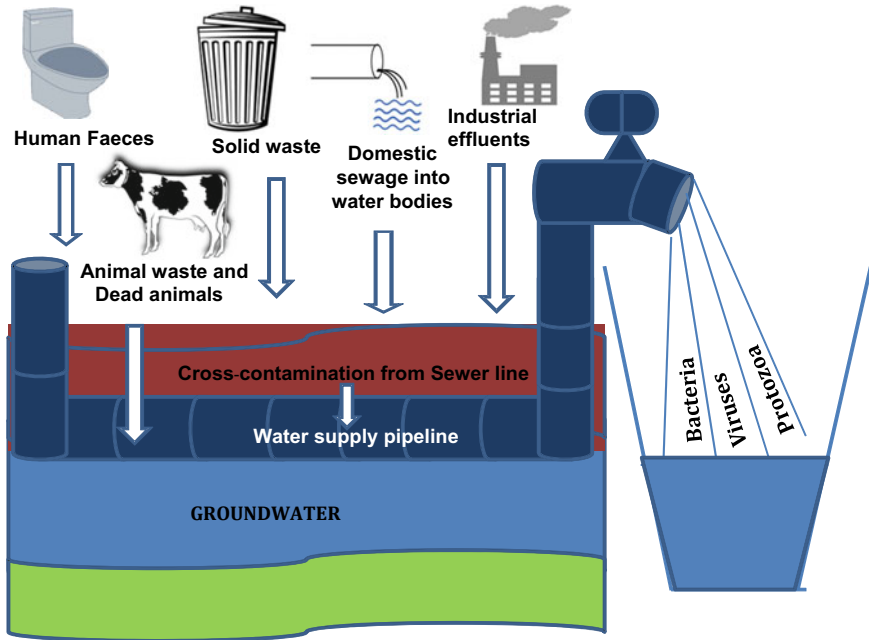 Human Faeces
Solid waste
Domestic
sewage into
water bodies
Industrial
effluents
Animal waste and
Dead animals
Cross-contamination from Sewer line
Water supply pipeline
GROUNDWATER
Bacteria
Viruses
Protozoa